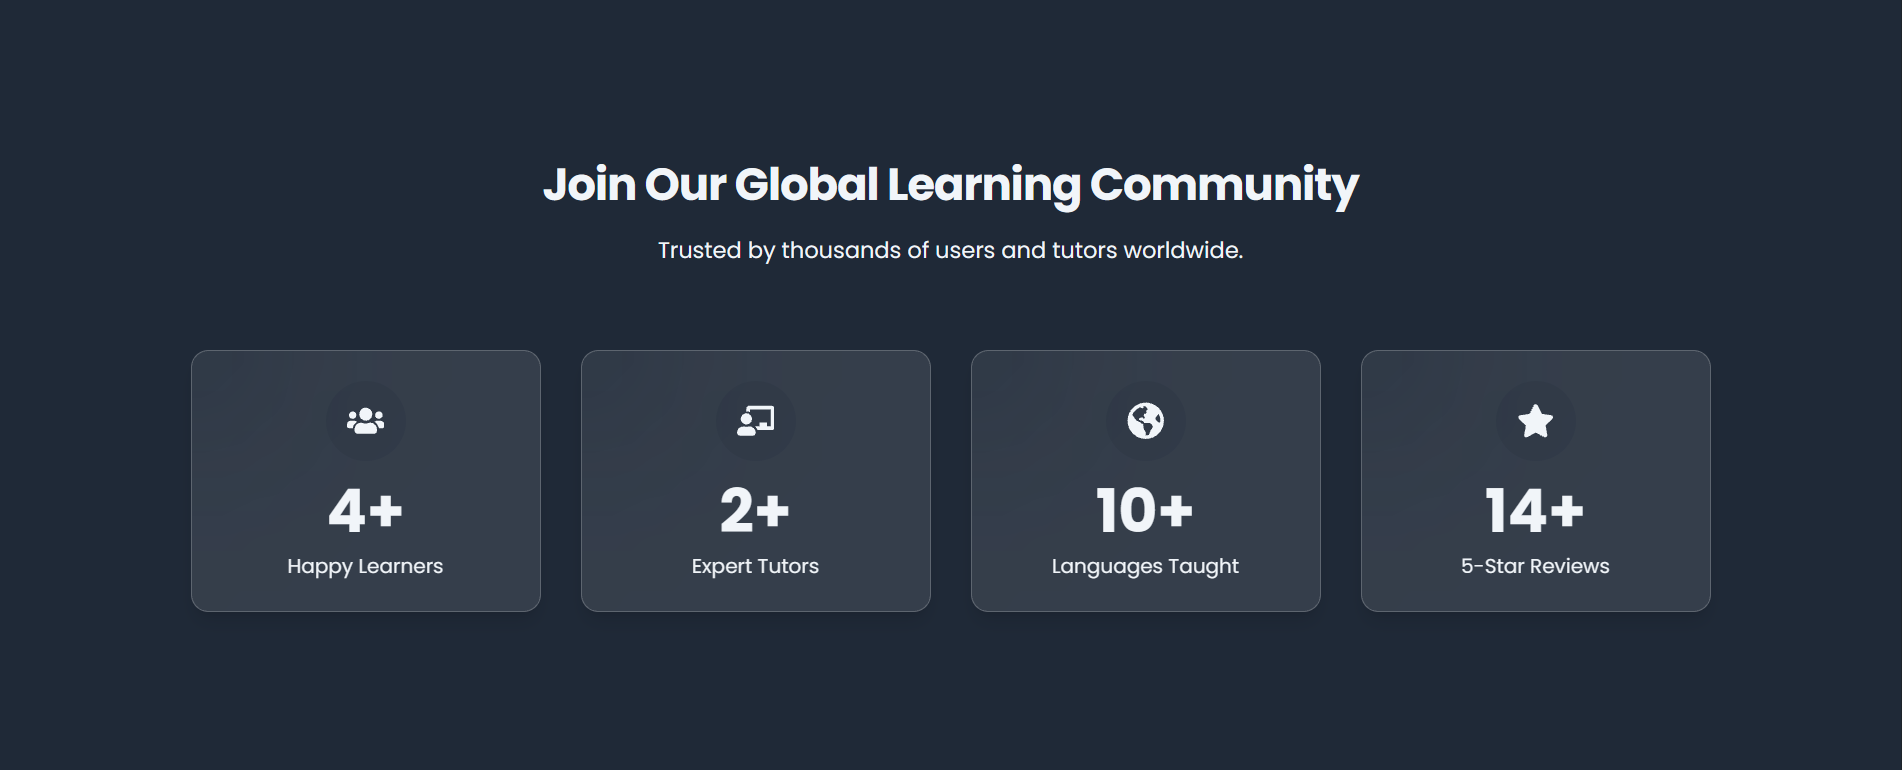 Join Our Global Learning Community
Trusted by thousands of users and tutors worldwide.
4+
Happy Learners
2+
Expert Tutors
10+
Languages Taught
14+
5-Star Reviews